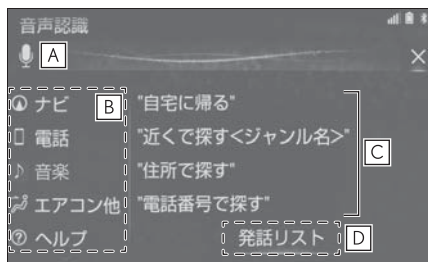 音声認識
A
ナビ B "自宅に帰る"
電話 "近くで探す<ジャンル名>"
C
音楽 "住所で探す"
エアコン他 "電話番号で探す"
ヘルプ 発話リスト D